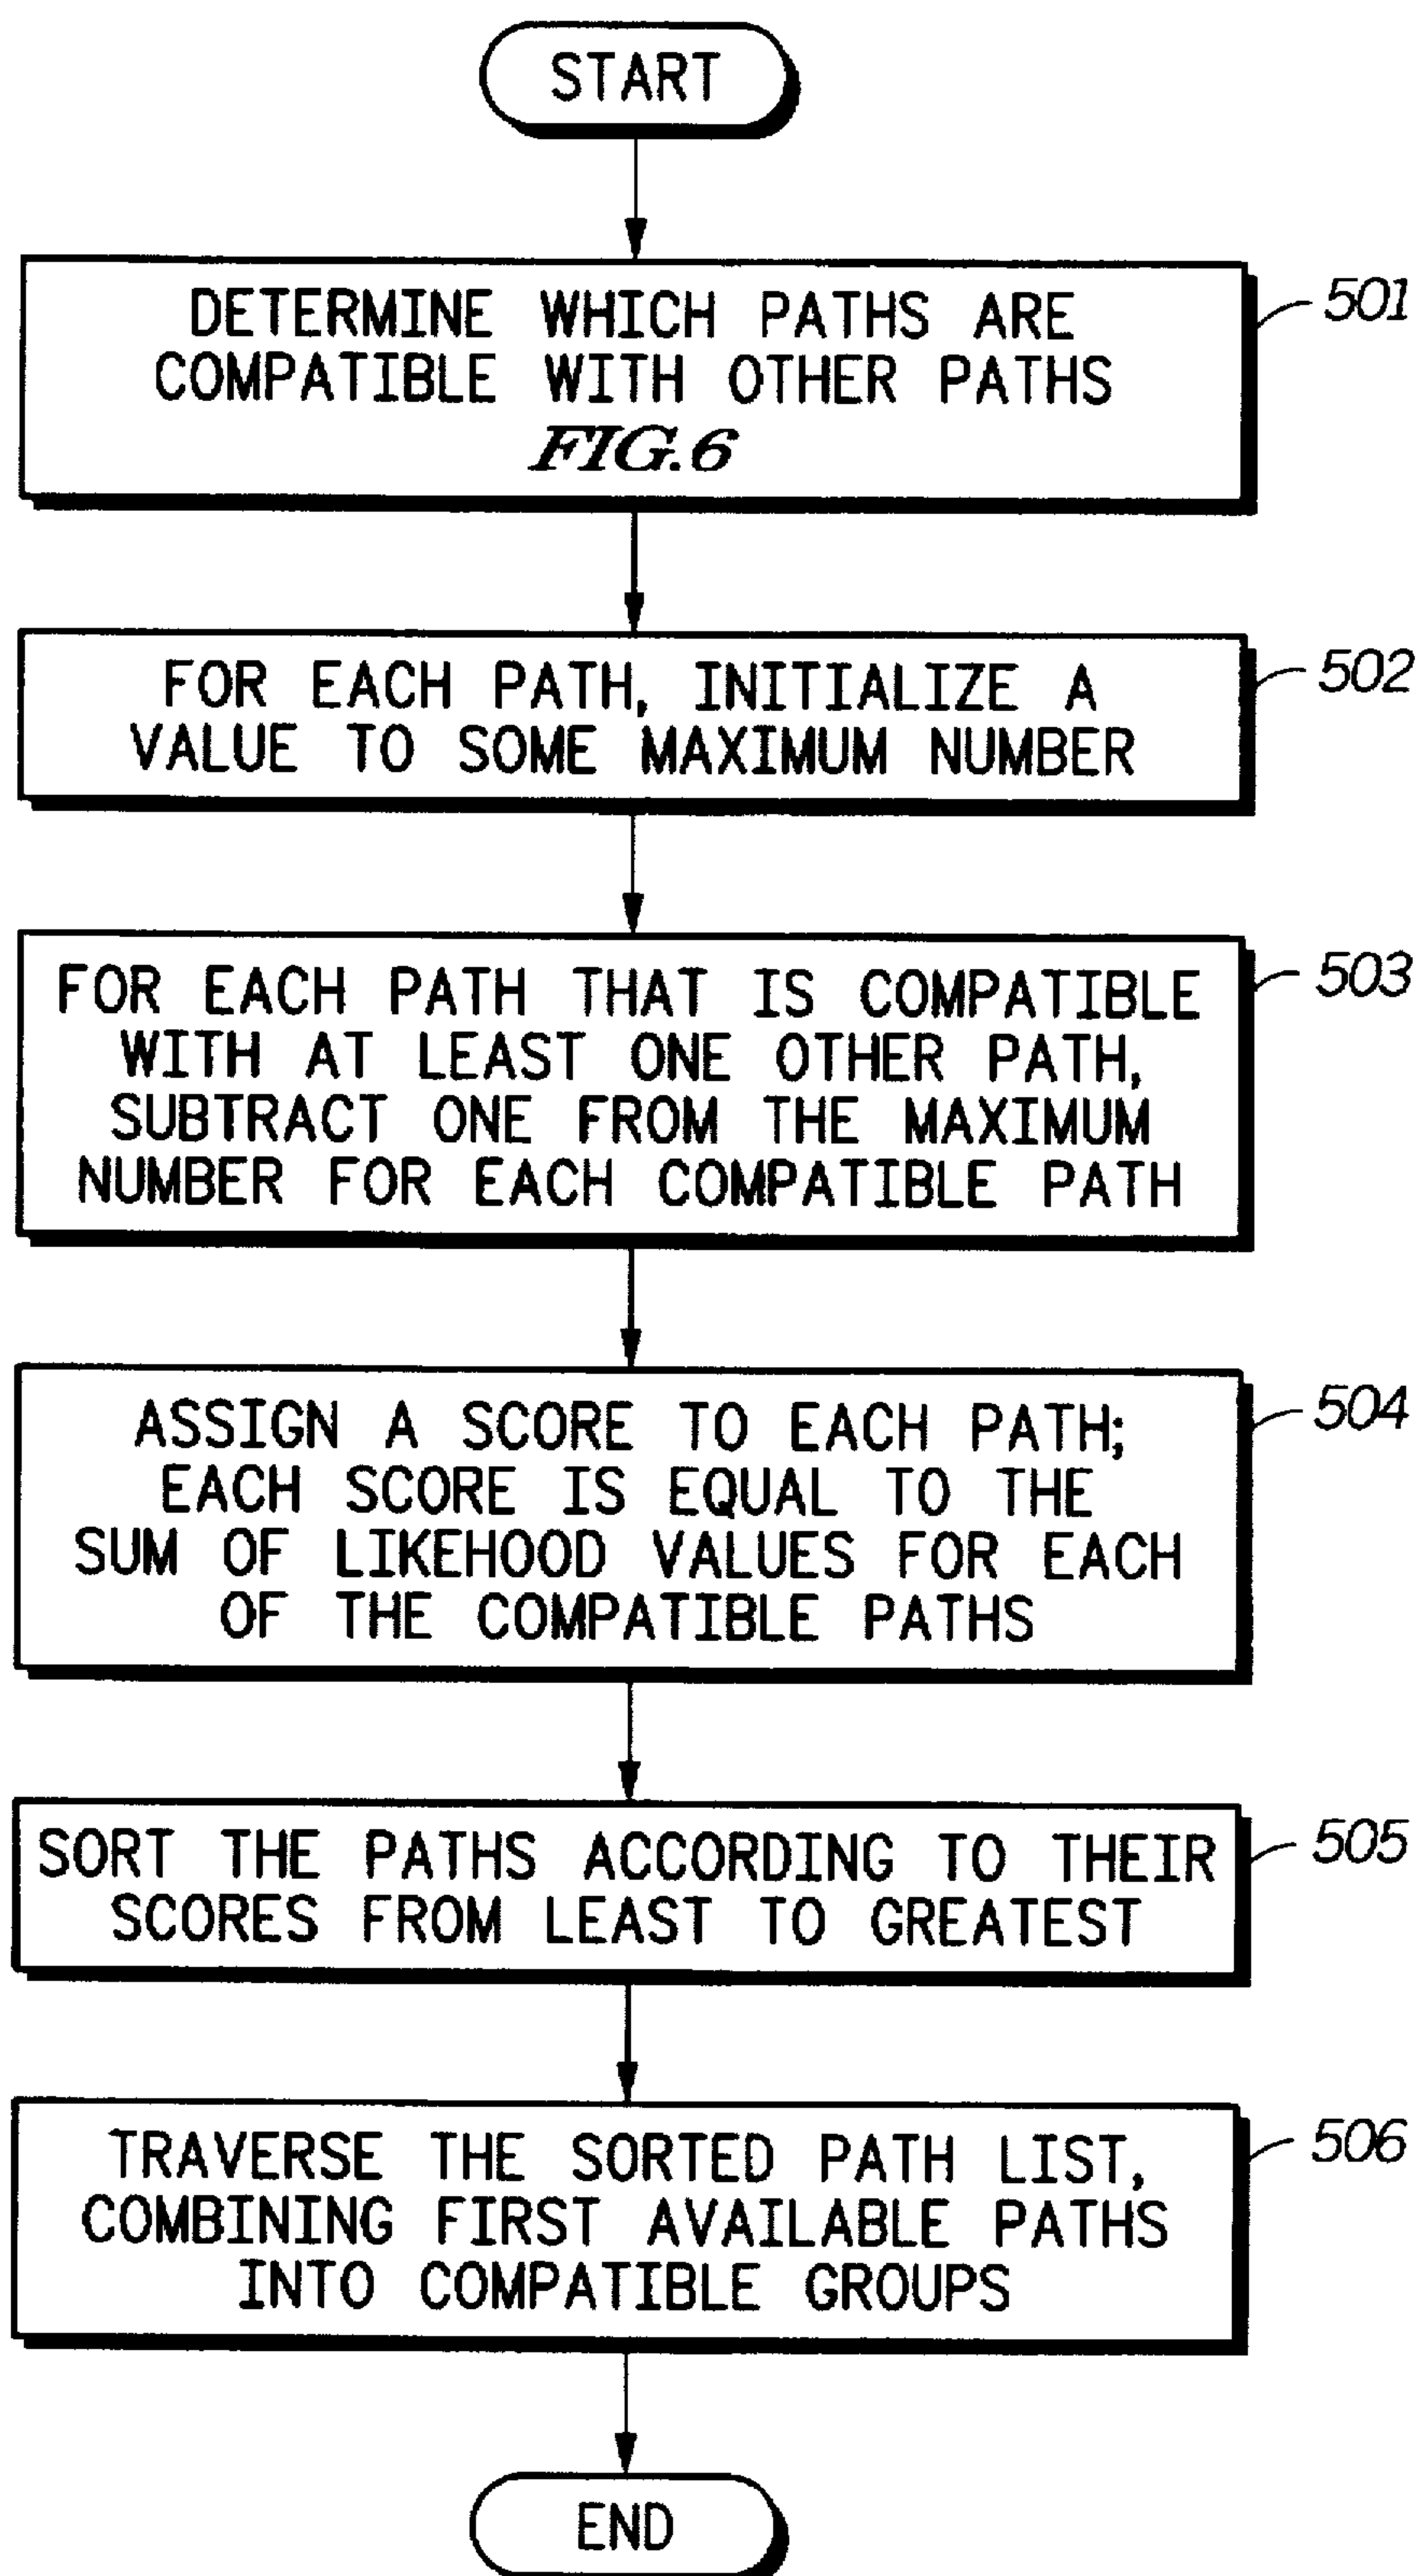 START
DETERMINE WHICH PATHS ARE
COMPATIBLE WITH OTHER PATHS
FIG.6
501
FOR EACH PATH, INITIALIZE A
VALUE TO SOME MAXIMUM NUMBER
502
FOR EACH PATH THAT IS COMPATIBLE
WITH AT LEAST ONE OTHER PATH,
SUBTRACT ONE FROM THE MAXIMUM
NUMBER FOR EACH COMPATIBLE PATH
503
ASSIGN A SCORE TO EACH PATH;
EACH SCORE IS EQUAL TO THE
SUM OF LIKEHOOD VALUES FOR EACH
OF THE COMPATIBLE PATHS
504
SORT THE PATHS ACCORDING TO THEIR
SCORES FROM LEAST TO GREATEST
505
TRAVERSE THE SORTED PATH LIST,
COMBINING FIRST AVAILABLE PATHS
INTO COMPATIBLE GROUPS
506
END